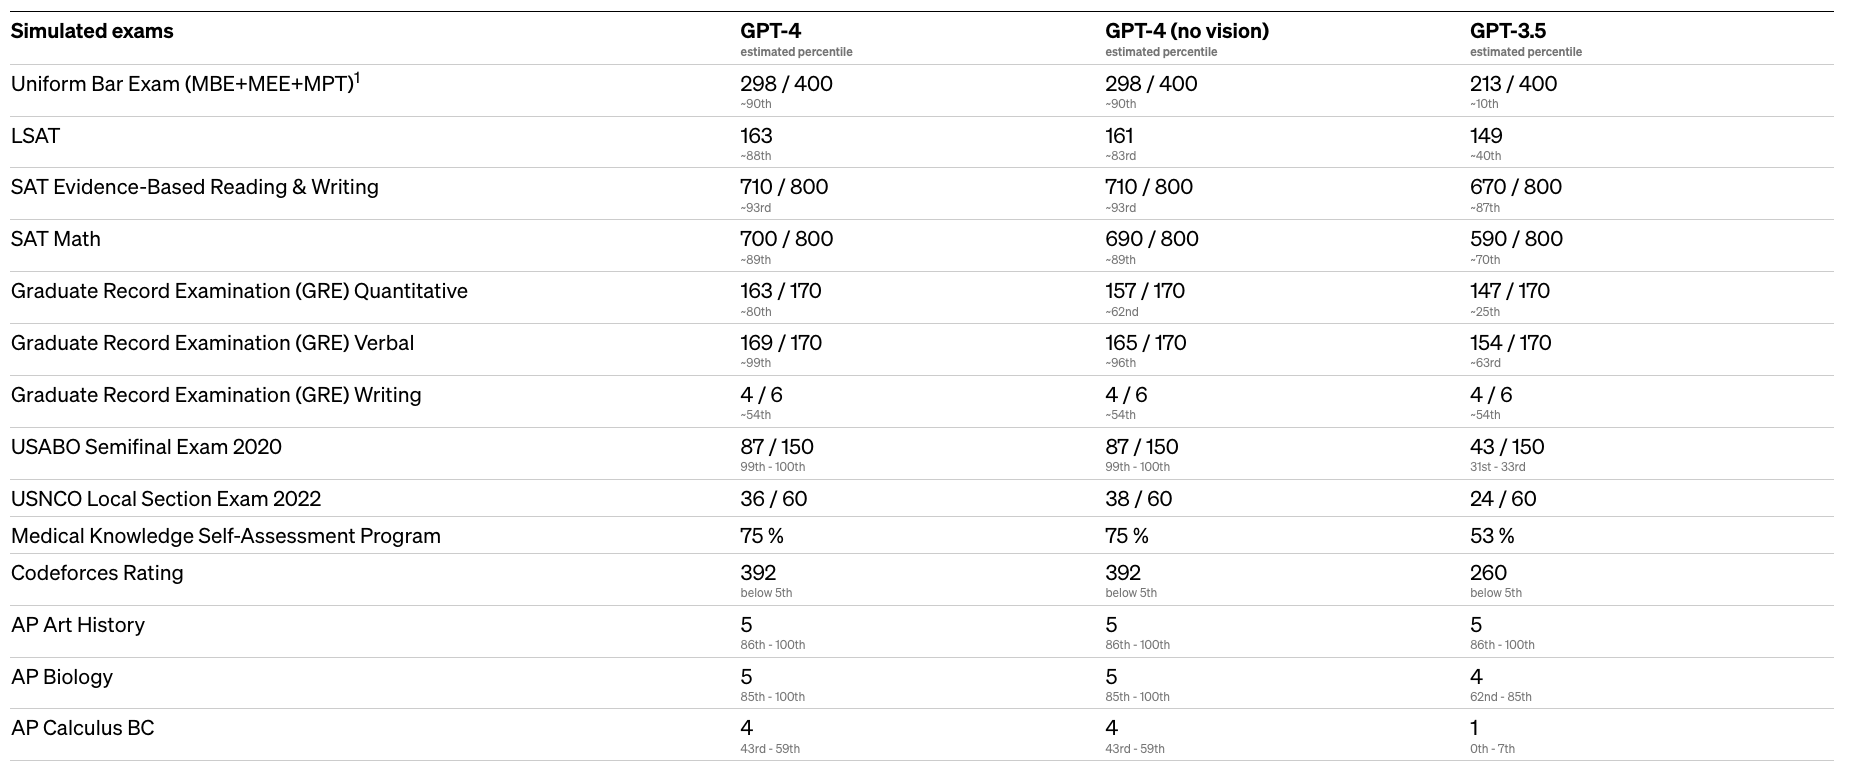 Simulated exams GPT-4 GPT-4 (no vision) GPT-3.5
estimated percentile estimated percentile estimated percentile
Uniform Bar Exam (MBE+MEE+MPT)1 298 / 400 298 / 400 213 / 400
~90th ~90th ~10th
LSAT 163 161 149
~88th ~83rd ~40th
SAT Evidence-Based Reading & Writing 710 / 800 710 / 800 670 / 800
~93rd ~93rd ~87th
SAT Math 700 / 800 690 / 800 590 / 800
~89th ~89th ~70th
Graduate Record Examination (GRE) Quantitative 163 / 170 157 / 170 147 / 170
~80th ~62nd ~25th
Graduate Record Examination (GRE) Verbal 169 / 170 165 / 170 154 / 170
~99th ~96th ~63rd
Graduate Record Examination (GRE) Writing 4 / 6 4 / 6 4 / 6
~54th ~54th ~54th
USABO Semifinal Exam 2020 87 / 150 87 / 150 43 / 150
99th - 100th 99th - 100th 31st - 33rd
USNCO Local Section Exam 2022 36 / 60 38 / 60 24 / 60
Medical Knowledge Self-Assessment Program 75 % 75 % 53 %
Codeforces Rating 392 392 260
below 5th below 5th below 5th
AP Art History 5 5 5
86th - 100th 86th - 100th 86th - 100th
AP Biology 5 5 4
85th - 100th 85th - 100th 62nd - 85th
AP Calculus BC 4 4 1
43rd - 59th 43rd - 59th 0th - 7th